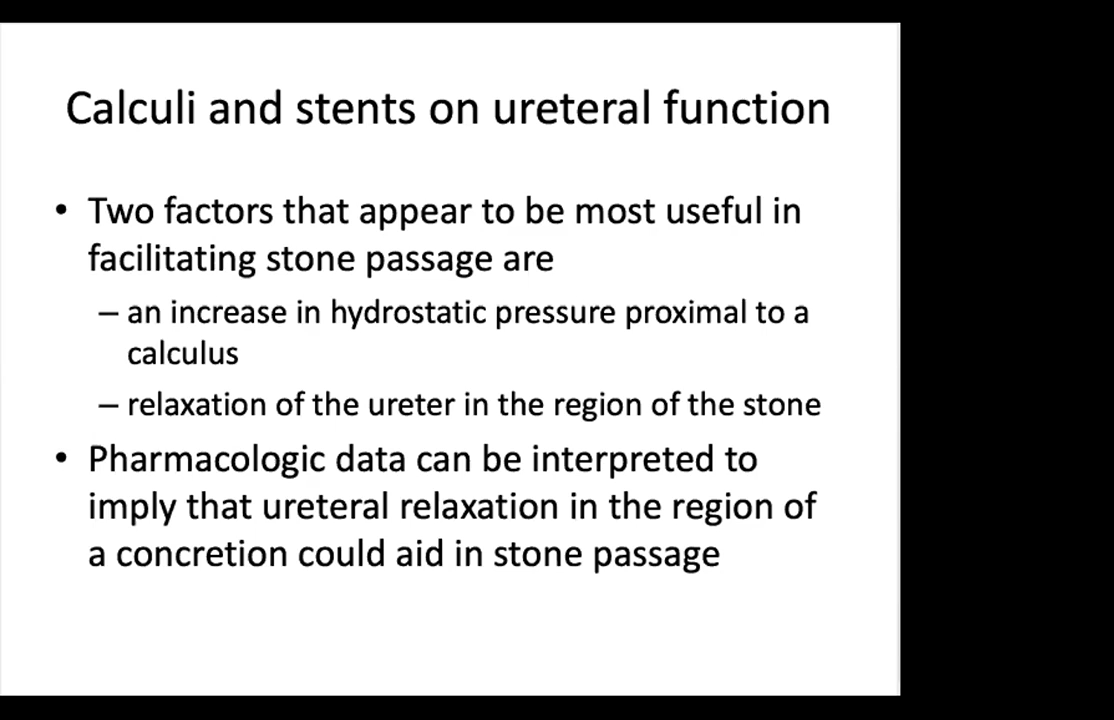 Calculi and stents on ureteral function
• Two factors that appear to be most useful in
facilitating stone passage are
– an increase in hydrostatic pressure proximal to a
calculus
– relaxation of the ureter in the region of the stone
• Pharmacologic data can be interpreted to
imply that ureteral relaxation in the region of
a concretion could aid in stone passage